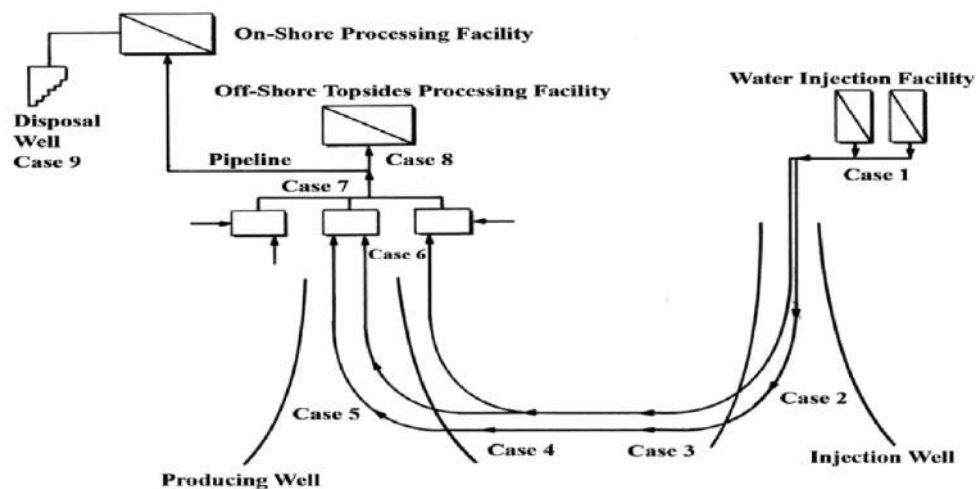 On-Shore Processing Facility
Off-Shore Topsides Processing Facility
Water Injection Facility
Disposal
Well
Case 9
Pipeline
Case 8
Case 1
Case 7
Case 6
Case 2
Case 5
Case 4
Case 3
Injection Well
Producing Well